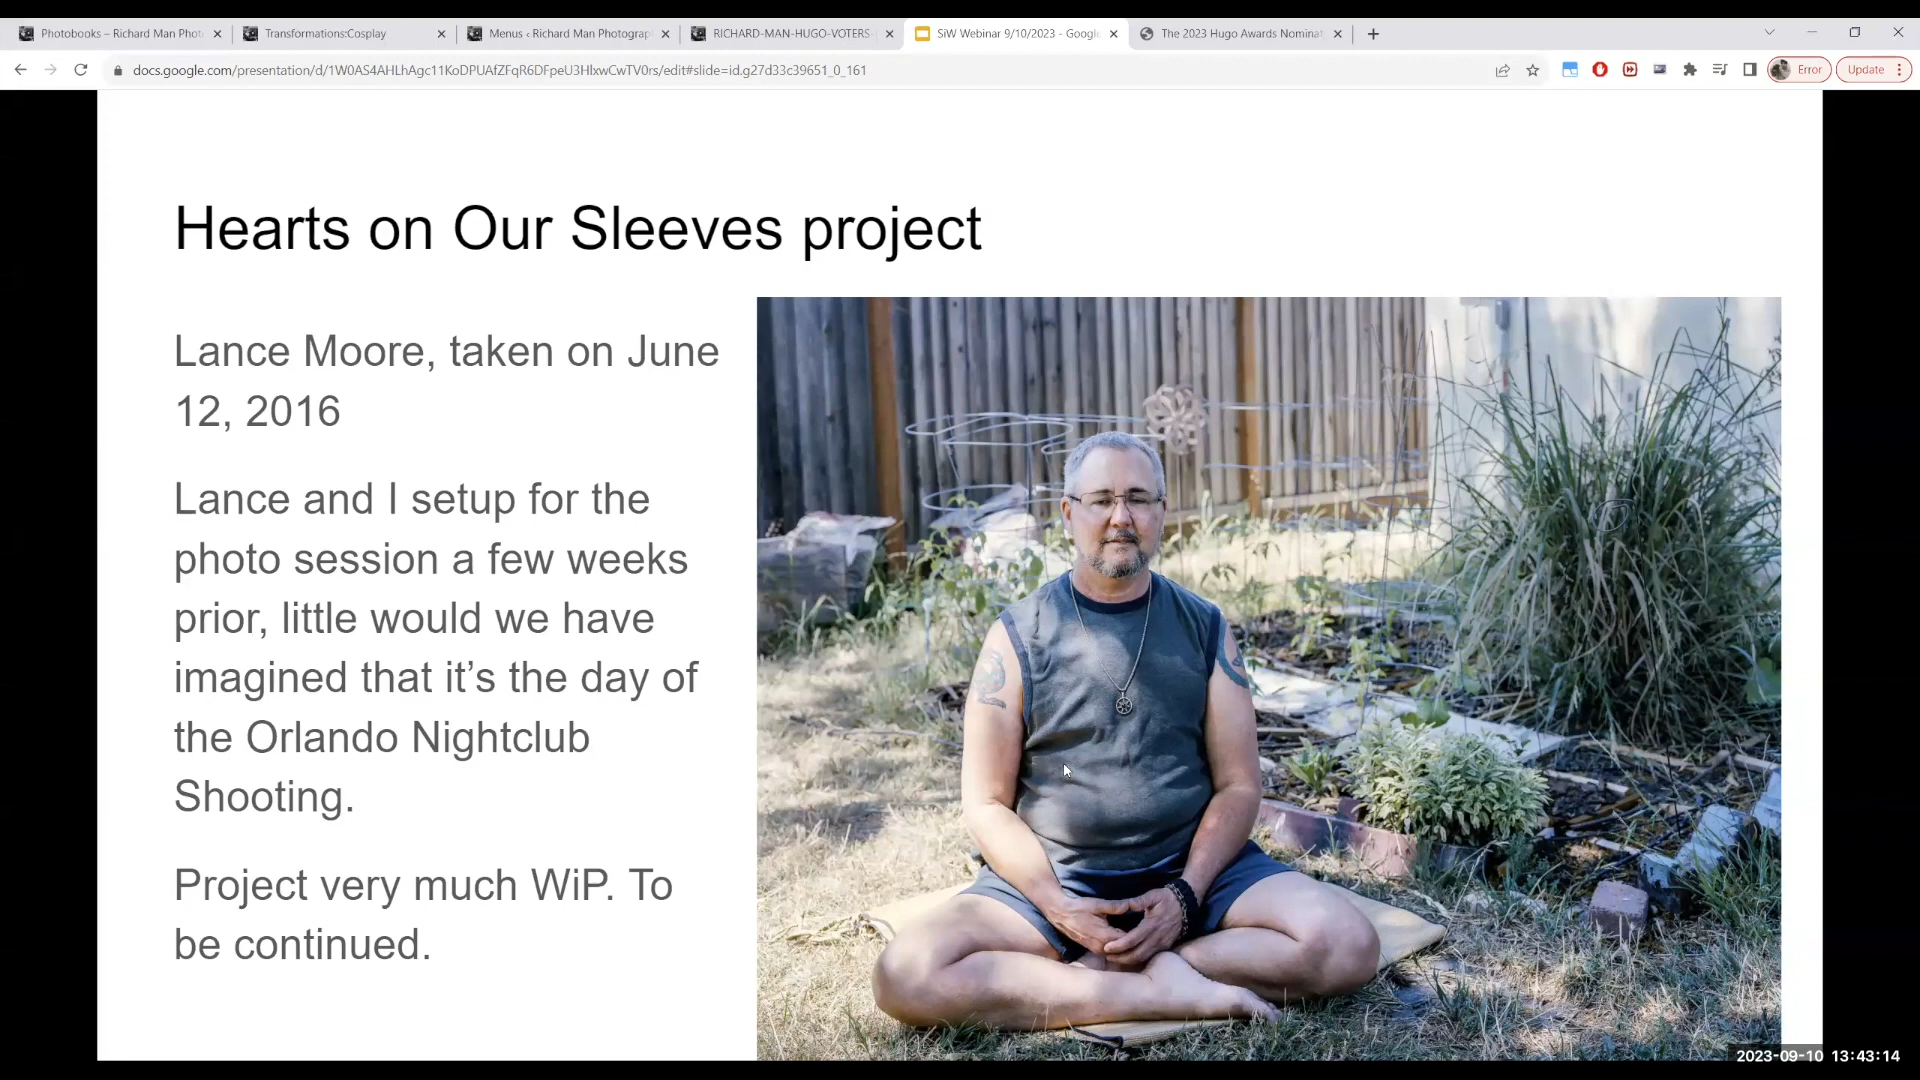 Photobooks – Richard Man Phot
Transformations:Cosplay
Menus ‹ Richard Man Photograp
RICHARD-MAN-HUGO-VOTERS-
SiW Webinar 9/10/2023 - Google
The 2023 Hugo Awards Nominat
docs.google.com/presentation/d/1W0AS4AHLhAgc11KoDPUAfZFqR6DFpeU3HlxwCwTV0rs/edit#slide=id.g27d33c39651_0_161
Error
Update
Hearts on Our Sleeves project
Lance Moore, taken on June
12, 2016
Lance and I setup for the
photo session a few weeks
prior, little would we have
imagined that it’s the day of
the Orlando Nightclub
Shooting.
Project very much WiP. To
be continued.
2023-09-10 13:43:14